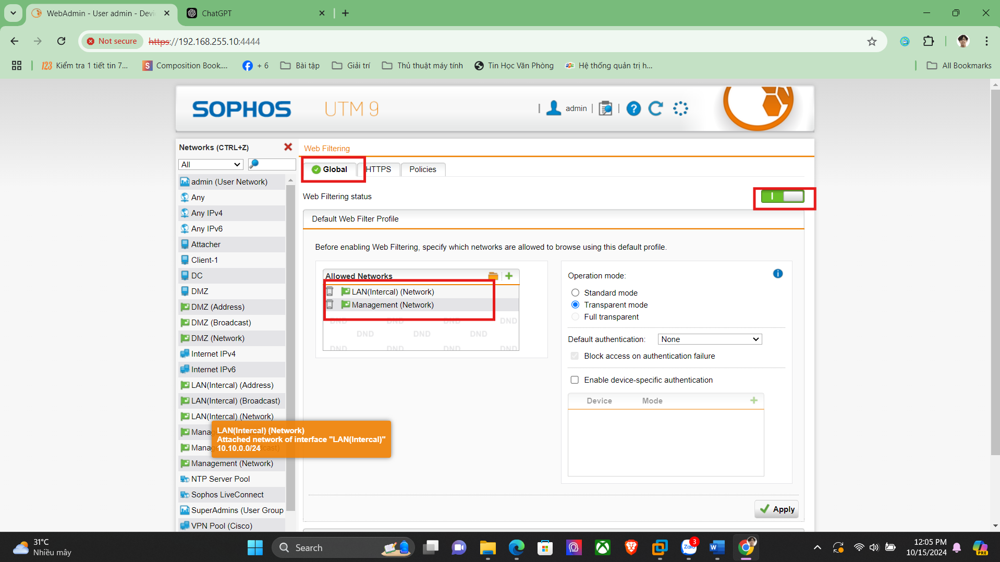 WebAdmin - User admin - Devi
ChatGPT
Not secure
https://192.168.255.10:4444
123 Kiểm tra 1 tiết tin 7...
S Composition Book....
+ 6
Bài tập
Giải trí
Thủ thuật máy tính
Tin Học Văn Phòng
Hệ thống quản trị h...
All Bookmarks
SOPHOS UTM 9
| admin | | ?
Networks (CTRL+Z)
All
admin (User Network)
Any
Any IPv4
Any IPv6
Attacher
Client-1
DC
DMZ
DMZ (Address)
DMZ (Broadcast)
DMZ (Network)
Internet IPv4
Internet IPv6
LAN(Intercal) (Address)
LAN(Intercal) (Broadcast)
LAN(Intercal) (Network)
LAN(Intercal) (Network)
Attached network of interface "LAN(Intercal)"
10.10.0.0/24
Management (Network)
NTP Server Pool
Sophos LiveConnect
SuperAdmins (User Group
VPN Pool (Cisco)
Web Filtering
Global
HTTPS
Policies
Web Filtering status
Default Web Filter Profile
Before enabling Web Filtering, specify which networks are allowed to browse using this default profile.
Allowed Networks
LAN(Intercal) (Network)
Management (Network)
DND DND DND DND
DND DND DND
DND DND DND DND
Operation mode:
Standard mode
Transparent mode
Full transparent
Default authentication: None
Block access on authentication failure
Enable device-specific authentication
Device Mode
Apply
31°C
Nhiều mây
Search
Zalo
3
W
PRE
12:05 PM
10/15/2024